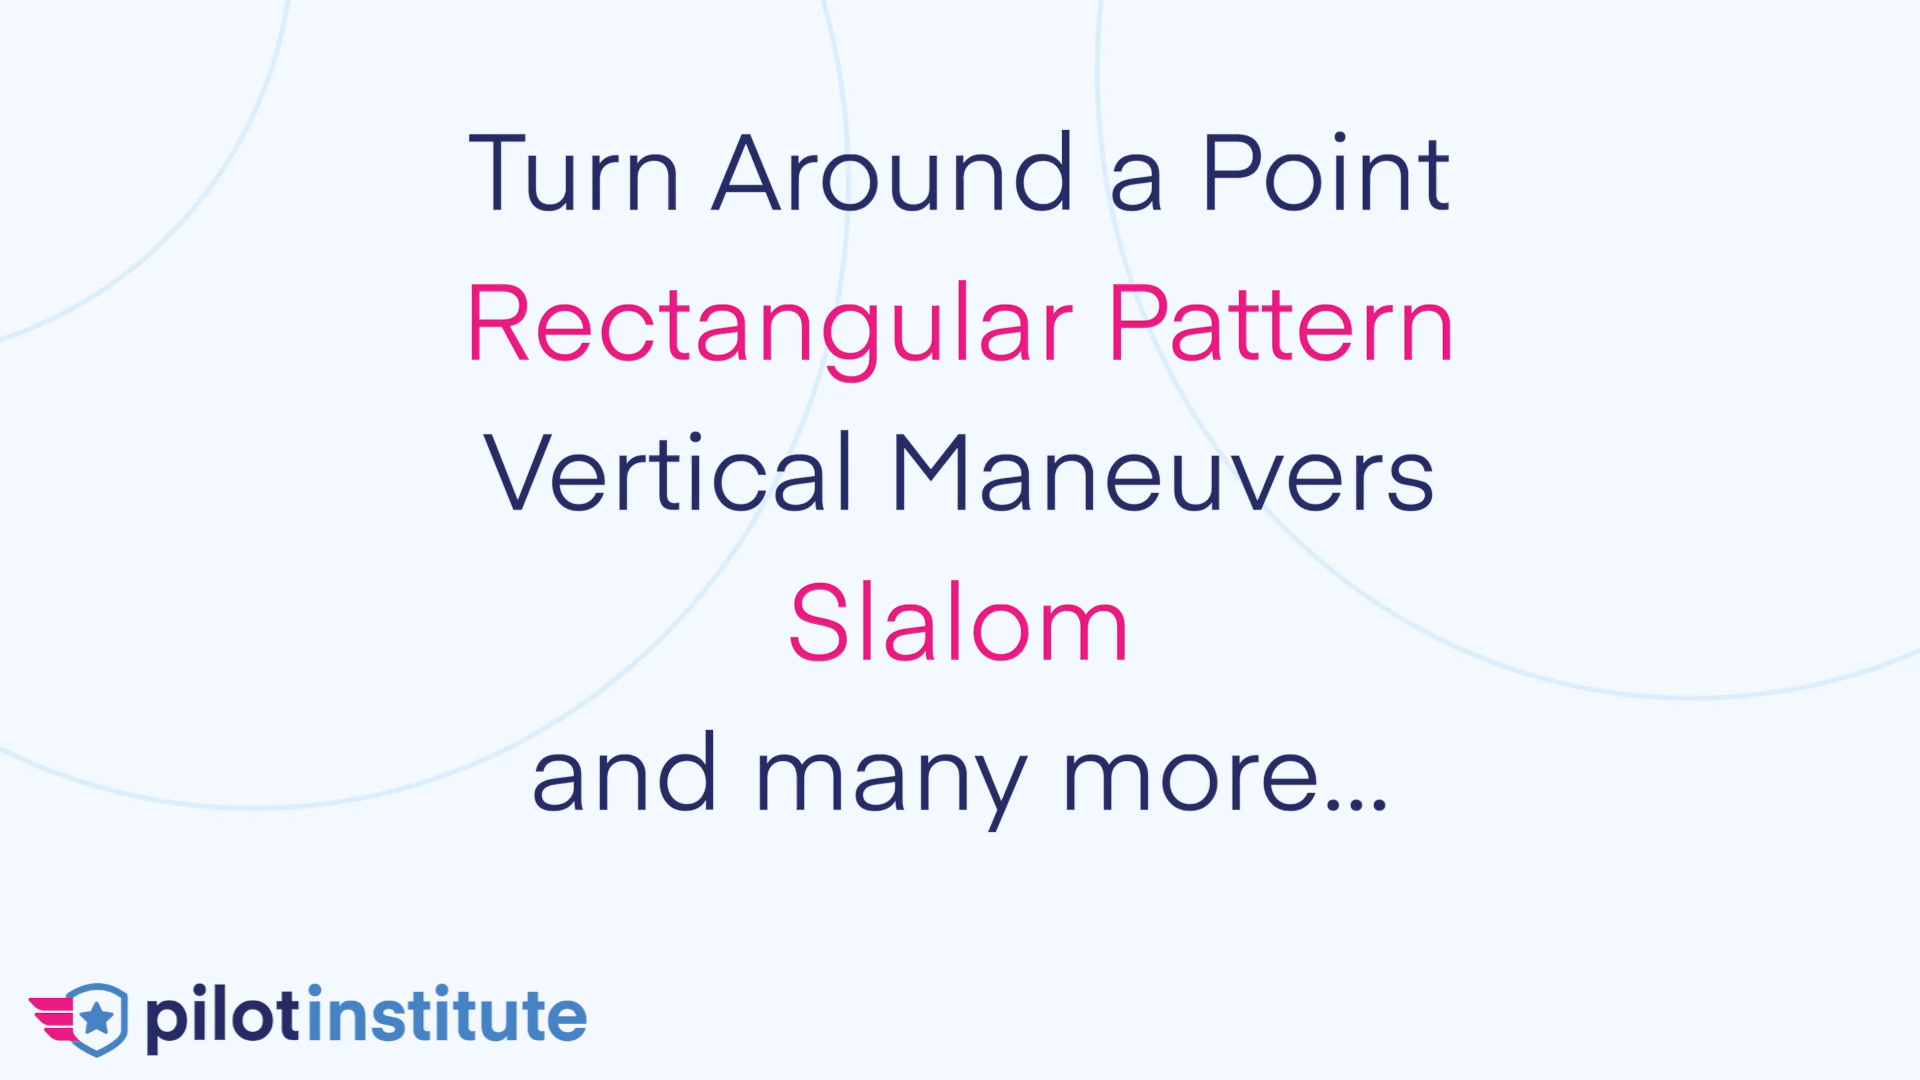 Turn Around a Point
Rectangular Pattern
Vertical Maneuvers
Slalom
and many more...
pilotinstitute